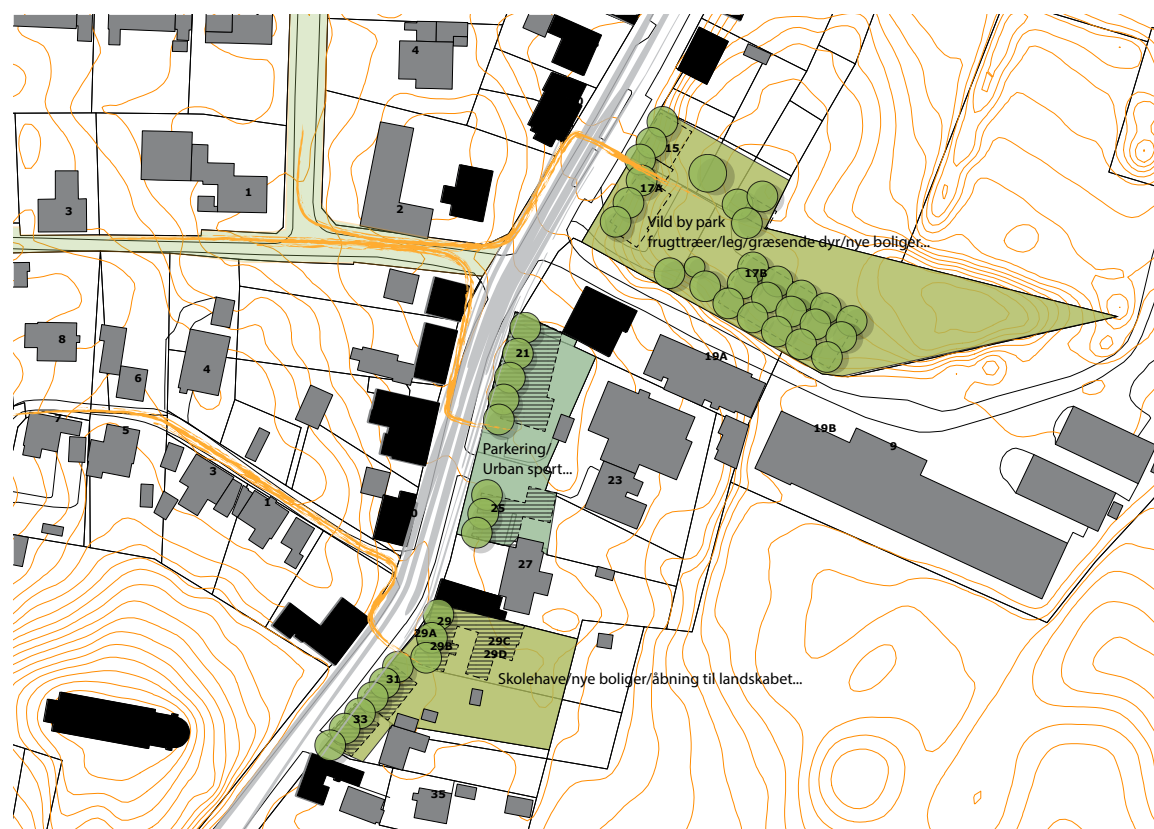 4
15
1
17A
3
2
Vild by park
frugttræer/leg/græsende dyr/nye boliger...
17B
8
21
19A
4
6
7
5
19B
9
Parkering/
Urban sport...
3
23
1
25
27
29
29A
29C
29B
29D
31
Skolehave/nye boliger/åbning til landskabet...
33
35